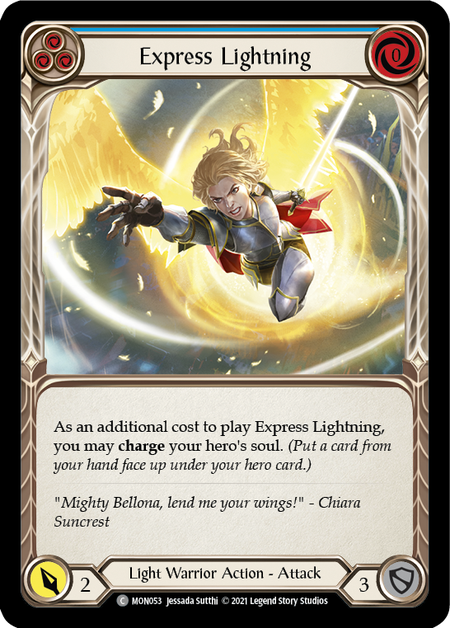 Express Lightning
0
As an additional cost to play Express Lightning,
you may charge your hero's soul. (Put a card from
your hand face up under your hero card.)
"Mighty Bellona, lend me your wings!" - Chiara
Suncrest
2
Light Warrior Action - Attack
3
C MON053 Jessada Sutthi © 2021 Legend Story Studios